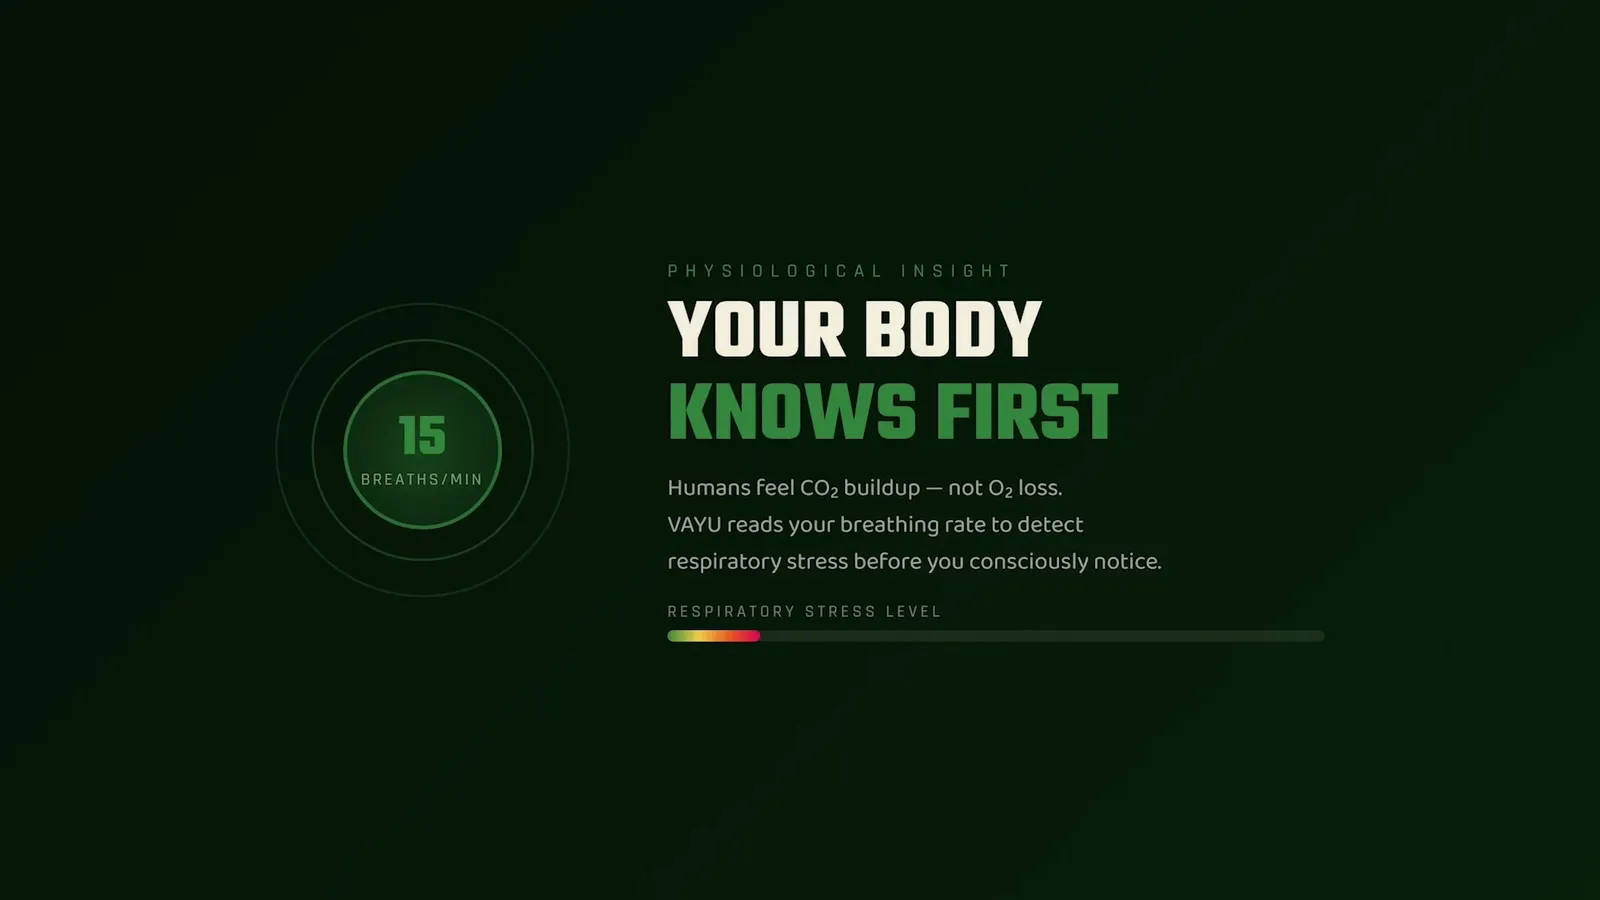 15
BREATHS/MIN
PHYSIOLOGICAL INSIGHT
YOUR BODY
KNOWS FIRST
Humans feel CO₂ buildup — not O₂ loss.
VAYU reads your breathing rate to detect
respiratory stress before you consciously notice.
RESPIRATORY STRESS LEVEL